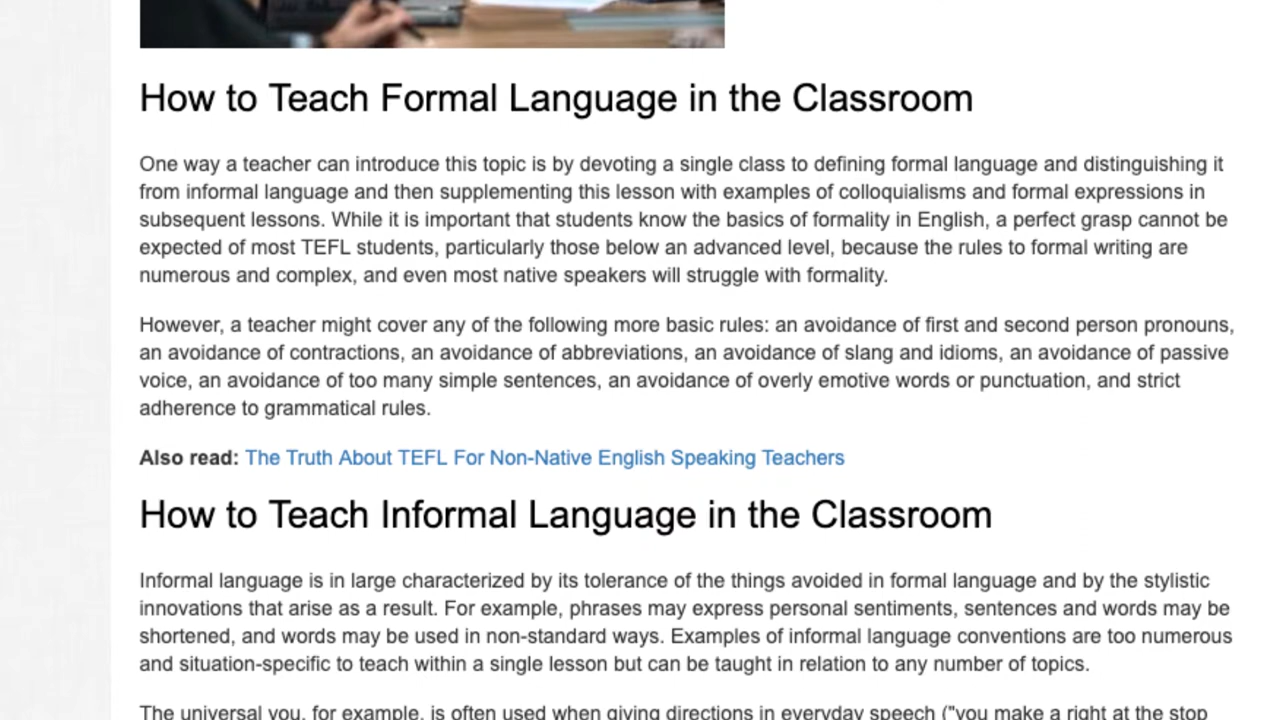 How to Teach Formal Language in the Classroom
One way a teacher can introduce this topic is by devoting a single class to defining formal language and distinguishing it
from informal language and then supplementing this lesson with examples of colloquialisms and formal expressions in
subsequent lessons. While it is important that students know the basics of formality in English, a perfect grasp cannot be
expected of most TEFL students, particularly those below an advanced level, because the rules to formal writing are
numerous and complex, and even most native speakers will struggle with formality.
However, a teacher might cover any of the following more basic rules: an avoidance of first and second person pronouns,
an avoidance of contractions, an avoidance of abbreviations, an avoidance of slang and idioms, an avoidance of passive
voice, an avoidance of too many simple sentences, an avoidance of overly emotive words or punctuation, and strict
adherence to grammatical rules.
Also read: The Truth About TEFL For Non-Native English Speaking Teachers
How to Teach Informal Language in the Classroom
Informal language is in large characterized by its tolerance of the things avoided in formal language and by the stylistic
innovations that arise as a result. For example, phrases may express personal sentiments, sentences and words may be
shortened, and words may be used in non-standard ways. Examples of informal language conventions are too numerous
and situation-specific to teach within a single lesson but can be taught in relation to any number of topics.
The universal you, for example, is often used when giving directions in everyday speech ("you make a right at the stop